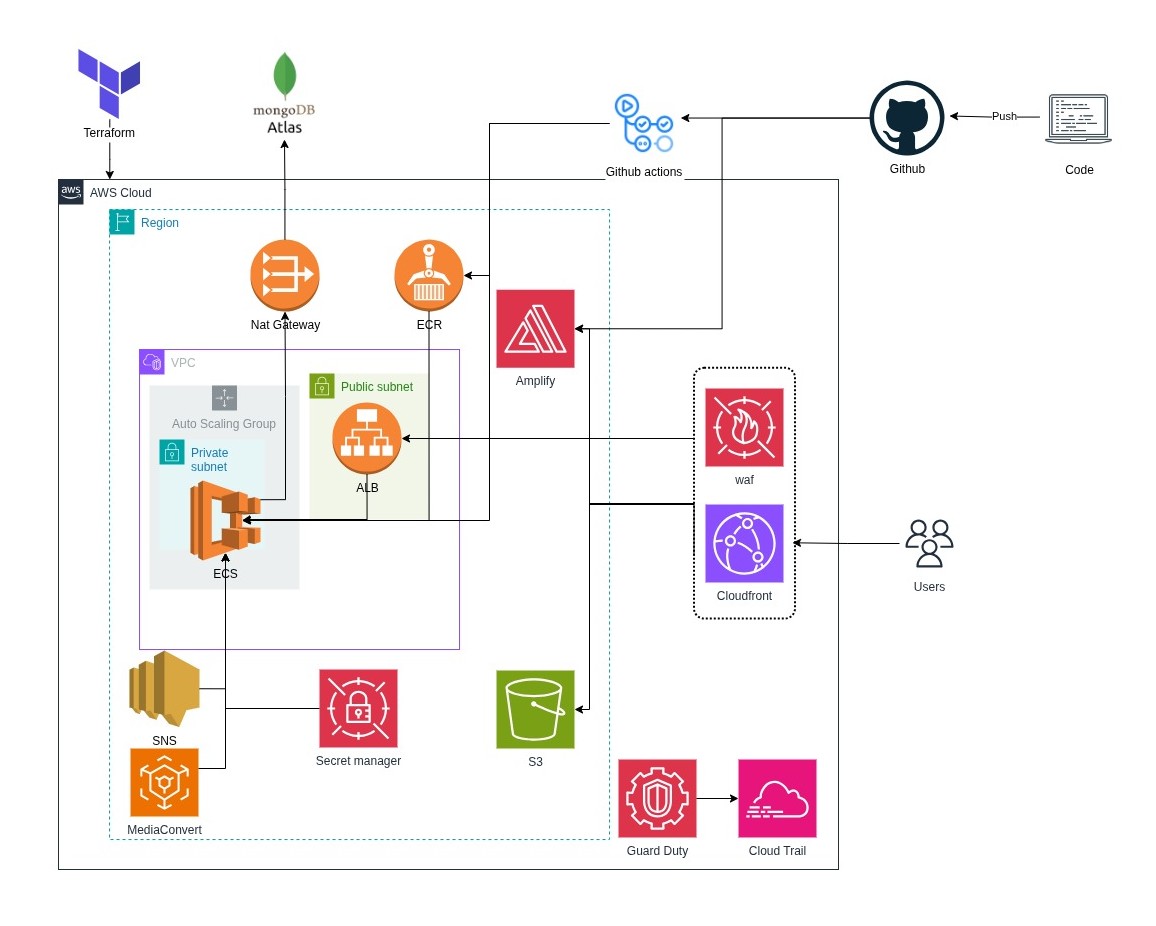 Terraform
mongoDB
Atlas
Github actions
Github
Push
Code
aws
AWS Cloud
Region
Nat Gateway
ECR
Amplify
VPC
Auto Scaling Group
Public subnet
Private
subnet
ALB
ECS
waf
Cloudfront
Users
SNS
Secret manager
S3
MediaConvert
Guard Duty
Cloud Trail